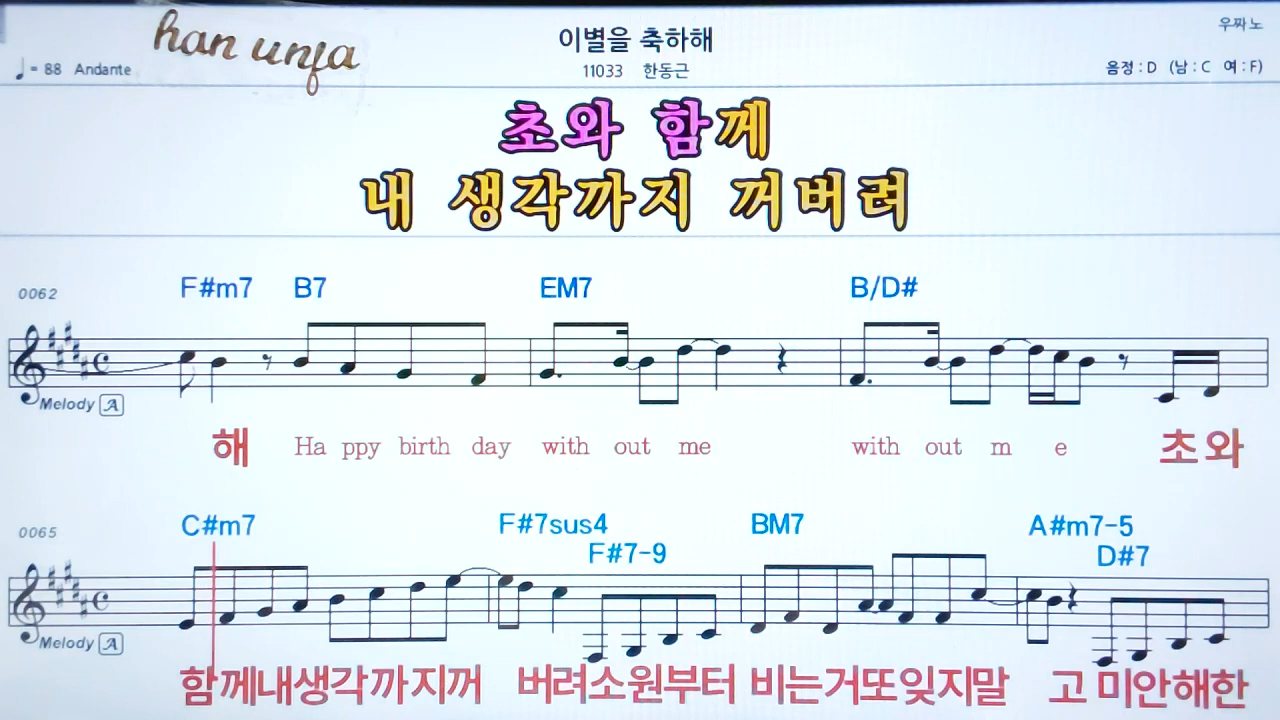 han unja
이별을 축하해
우짜노
♩= 88 Andante
11033 한동근
음정 : D (남 : C 여 : F)
초와 함께
내 생각까지 꺼버려
0062
F#m7 B7 EM7 B/D#
Melody A
해 Ha ppy birth day with out me with out m e 초와
0065
C#m7 F#7sus4 BM7 A#m7-5
F#7-9 D#7
Melody A
함께내생각까지꺼 버려소원부터 비는거또잊지말 고 미안해한